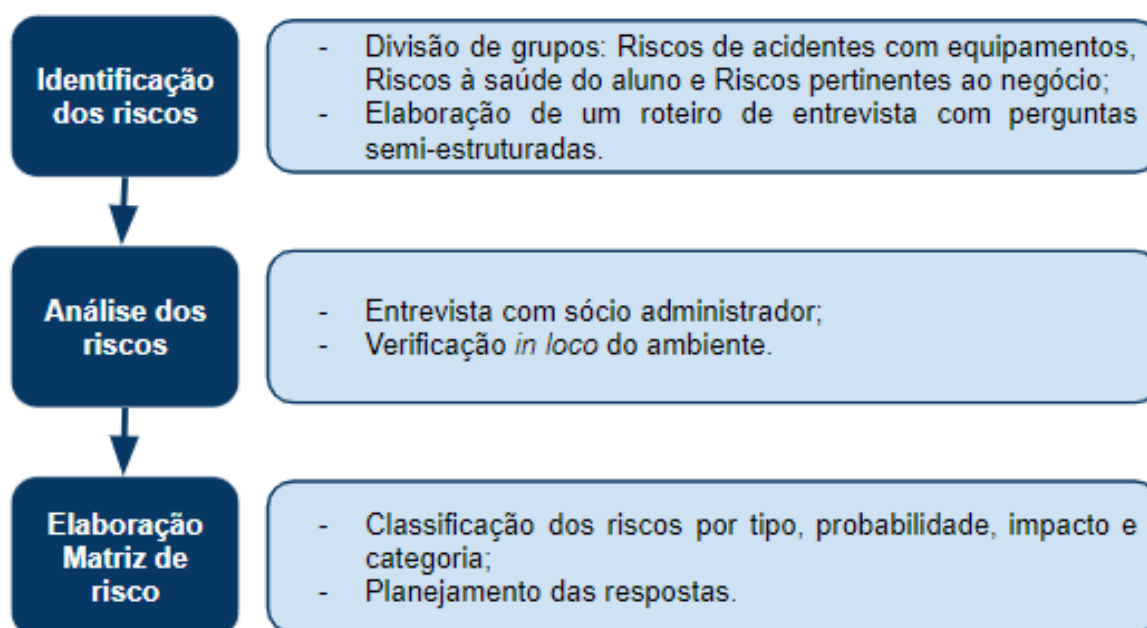 Identificação
dos riscos
- Divisão de grupos: Riscos de acidentes com equipamentos,
Riscos à saúde do aluno e Riscos pertinentes ao negócio;
- Elaboração de um roteiro de entrevista com perguntas
semi-estruturadas.
Análise dos
riscos
- Entrevista com sócio administrador;
- Verificação in loco do ambiente.
Elaboração
Matriz de
risco
- Classificação dos riscos por tipo, probabilidade, impacto e
categoria;
- Planejamento das respostas.